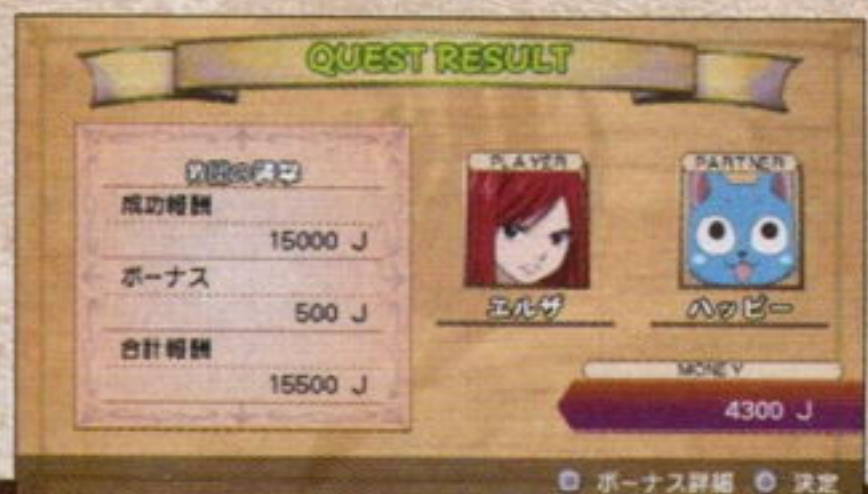 QUEST RESULT
成功報酬
15000 J
ボーナス
500 J
合計報酬
15500 J
PLAYER
エルザ
PARTNER
ハッピー
MONEY
4300 J
ボーナス詳細 決定